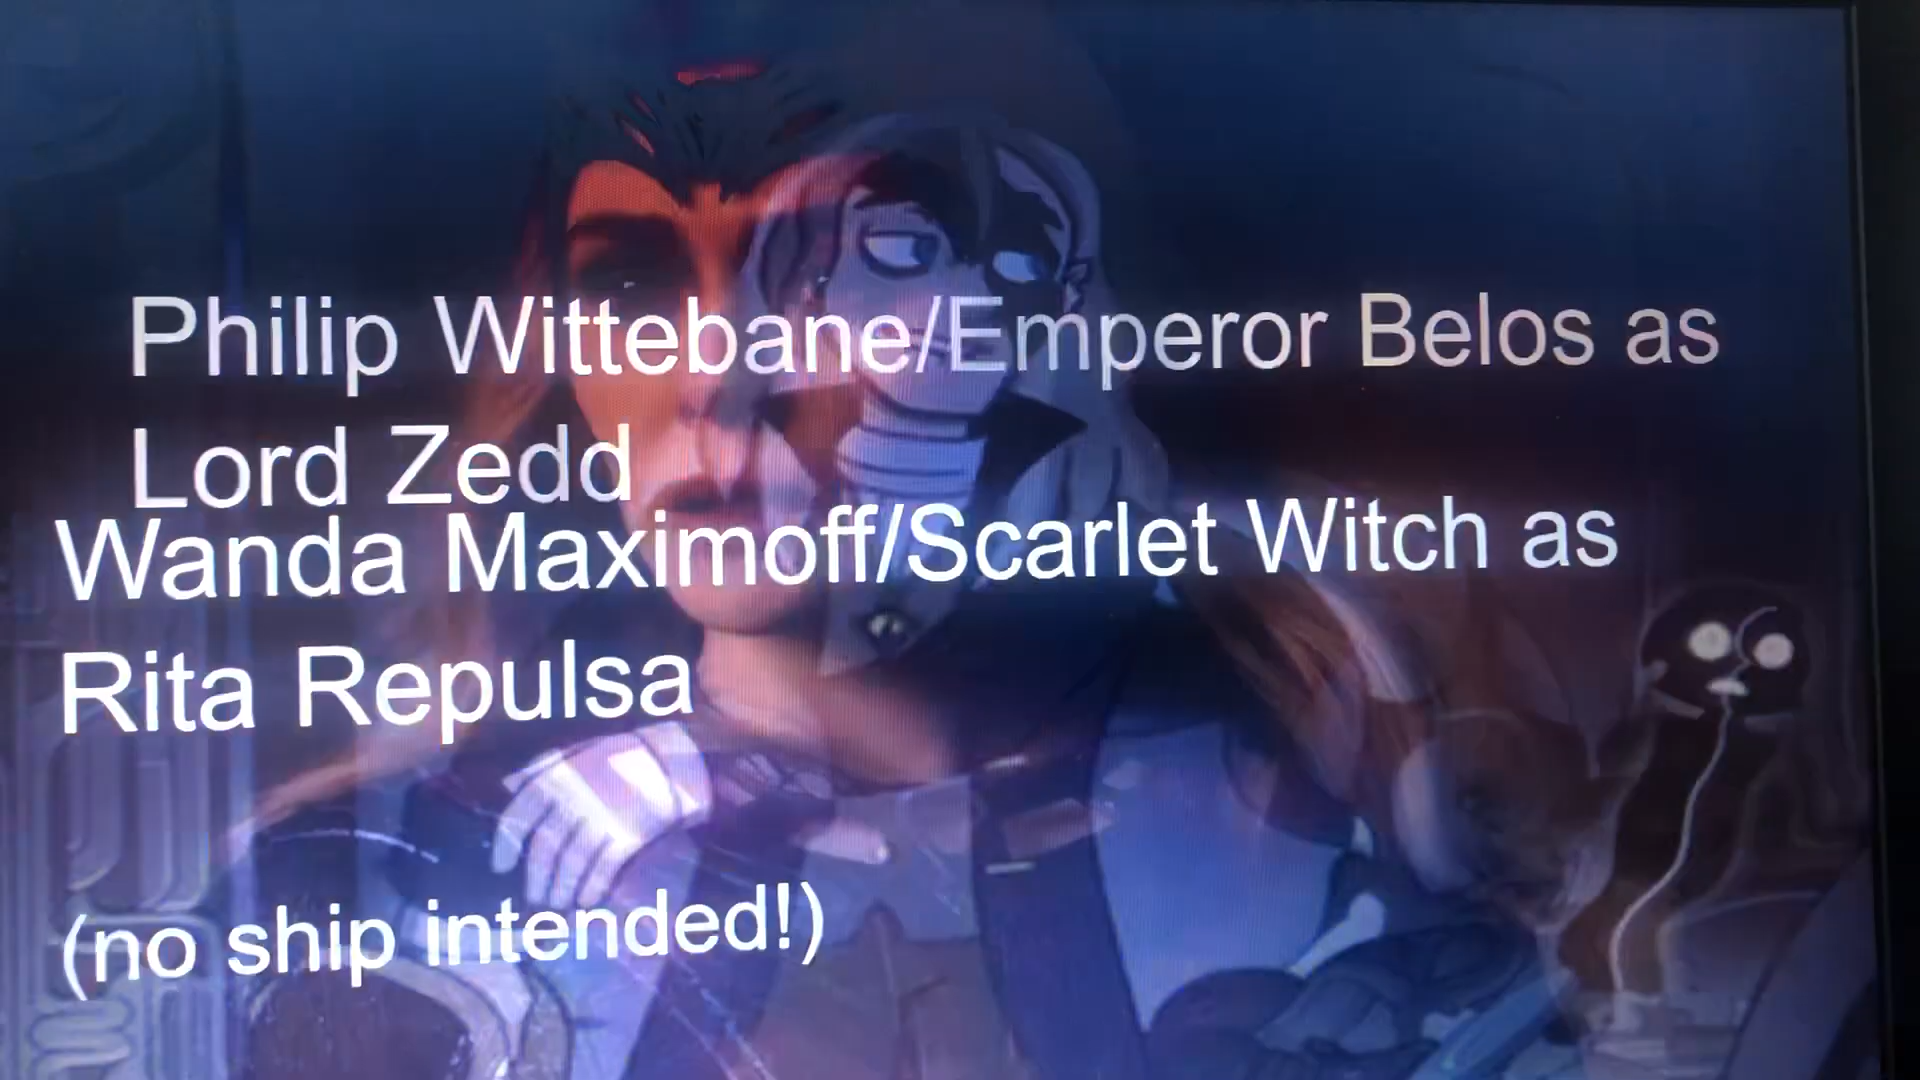 Philip Wittebane/Emperor Belos as
Lord Zedd
Wanda Maximoff/Scarlet Witch as
Rita Repulsa
(no ship intended!)